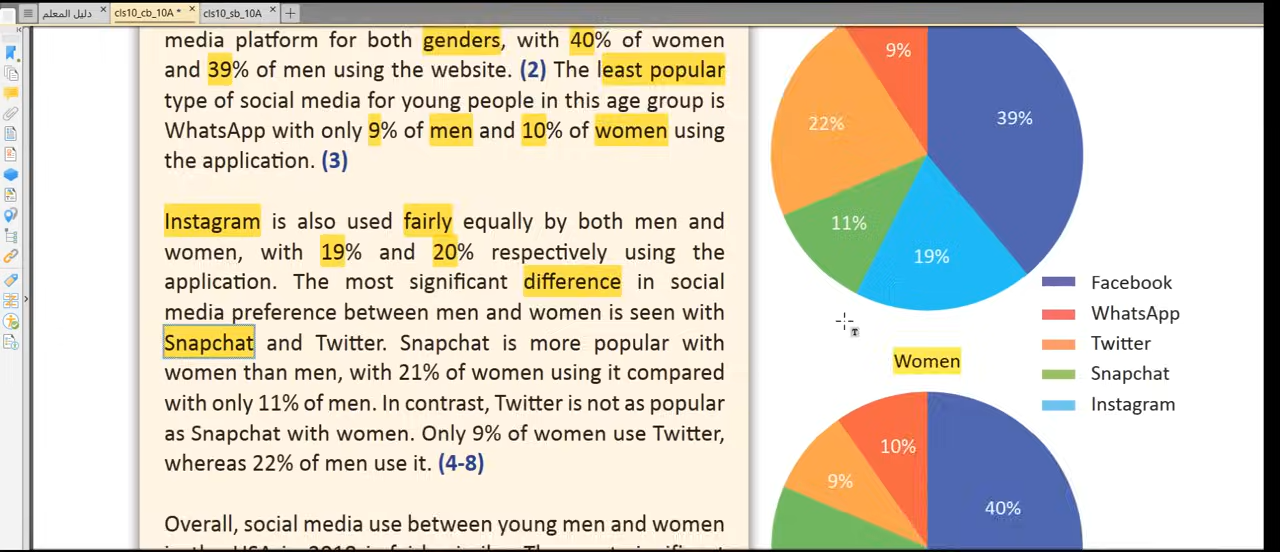 دليل المعلم
cls10_cb_10A *
cls10_sb_10A
media platform for both genders, with 40% of women
and 39% of men using the website. (2) The least popular
type of social media for young people in this age group is
WhatsApp with only 9% of men and 10% of women using
the application. (3)
Instagram is also used fairly equally by both men and
women, with 19% and 20% respectively using the
application. The most significant difference in social
media preference between men and women is seen with
Snapchat and Twitter. Snapchat is more popular with
women than men, with 21% of women using it compared
with only 11% of men. In contrast, Twitter is not as popular
as Snapchat with women. Only 9% of women use Twitter,
whereas 22% of men use it. (4-8)
Overall, social media use between young men and women
9%
39%
22%
11%
19%
Facebook
WhatsApp
Twitter
Snapchat
Instagram
Women
10%
9%
40%